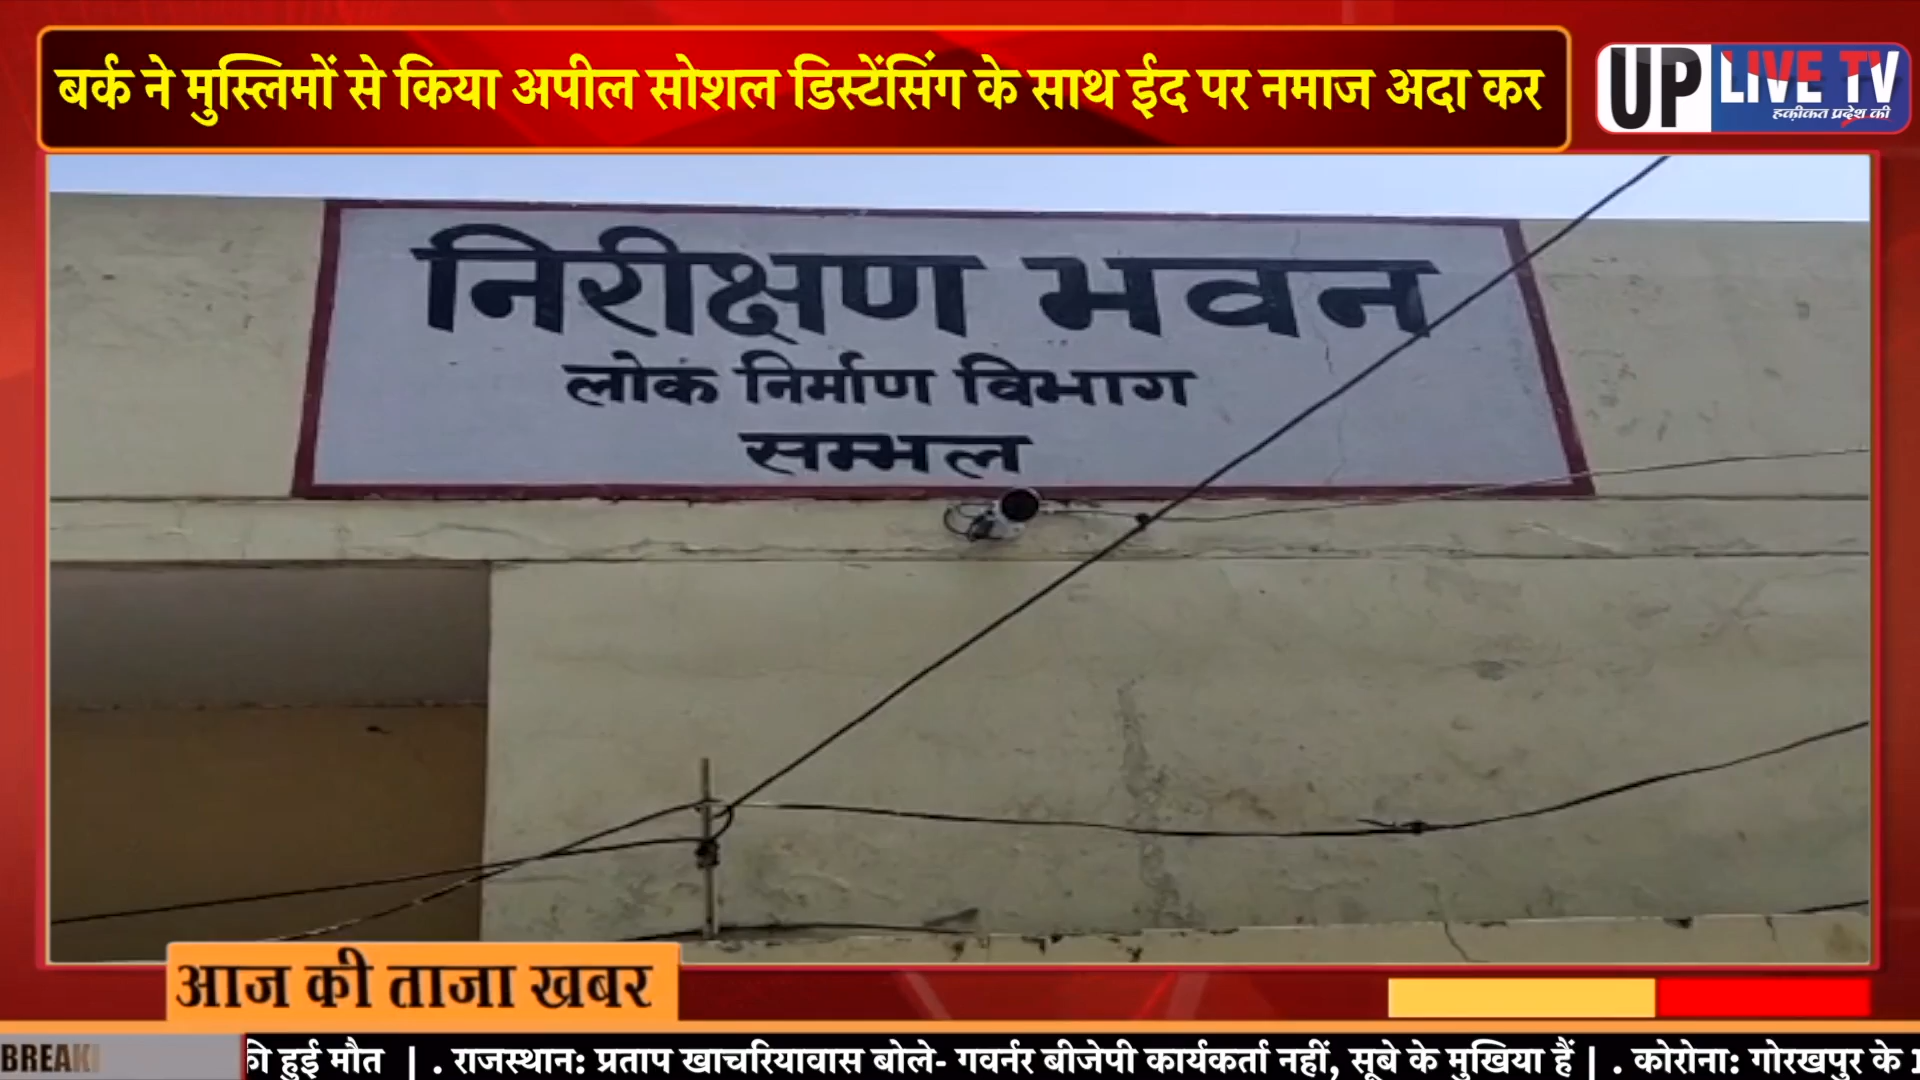 बर्क ने मुस्लिमों से किया अपील सोशल डिस्टेंसिंग के साथ ईद पर नमाज अदा कर
UP LIVE TV
हक़ीकत प्रदेश की
निरीक्षण भवन
लोक निर्माण विभाग
सम्भल
आज की ताजा खबर
हुई मौत | . राजस्थान: प्रताप खाचरियावास बोले- गवर्नर बीजेपी कार्यकर्ता नहीं, सूबे के मुखिया हैं | . कोरोना: गोरखपुर के